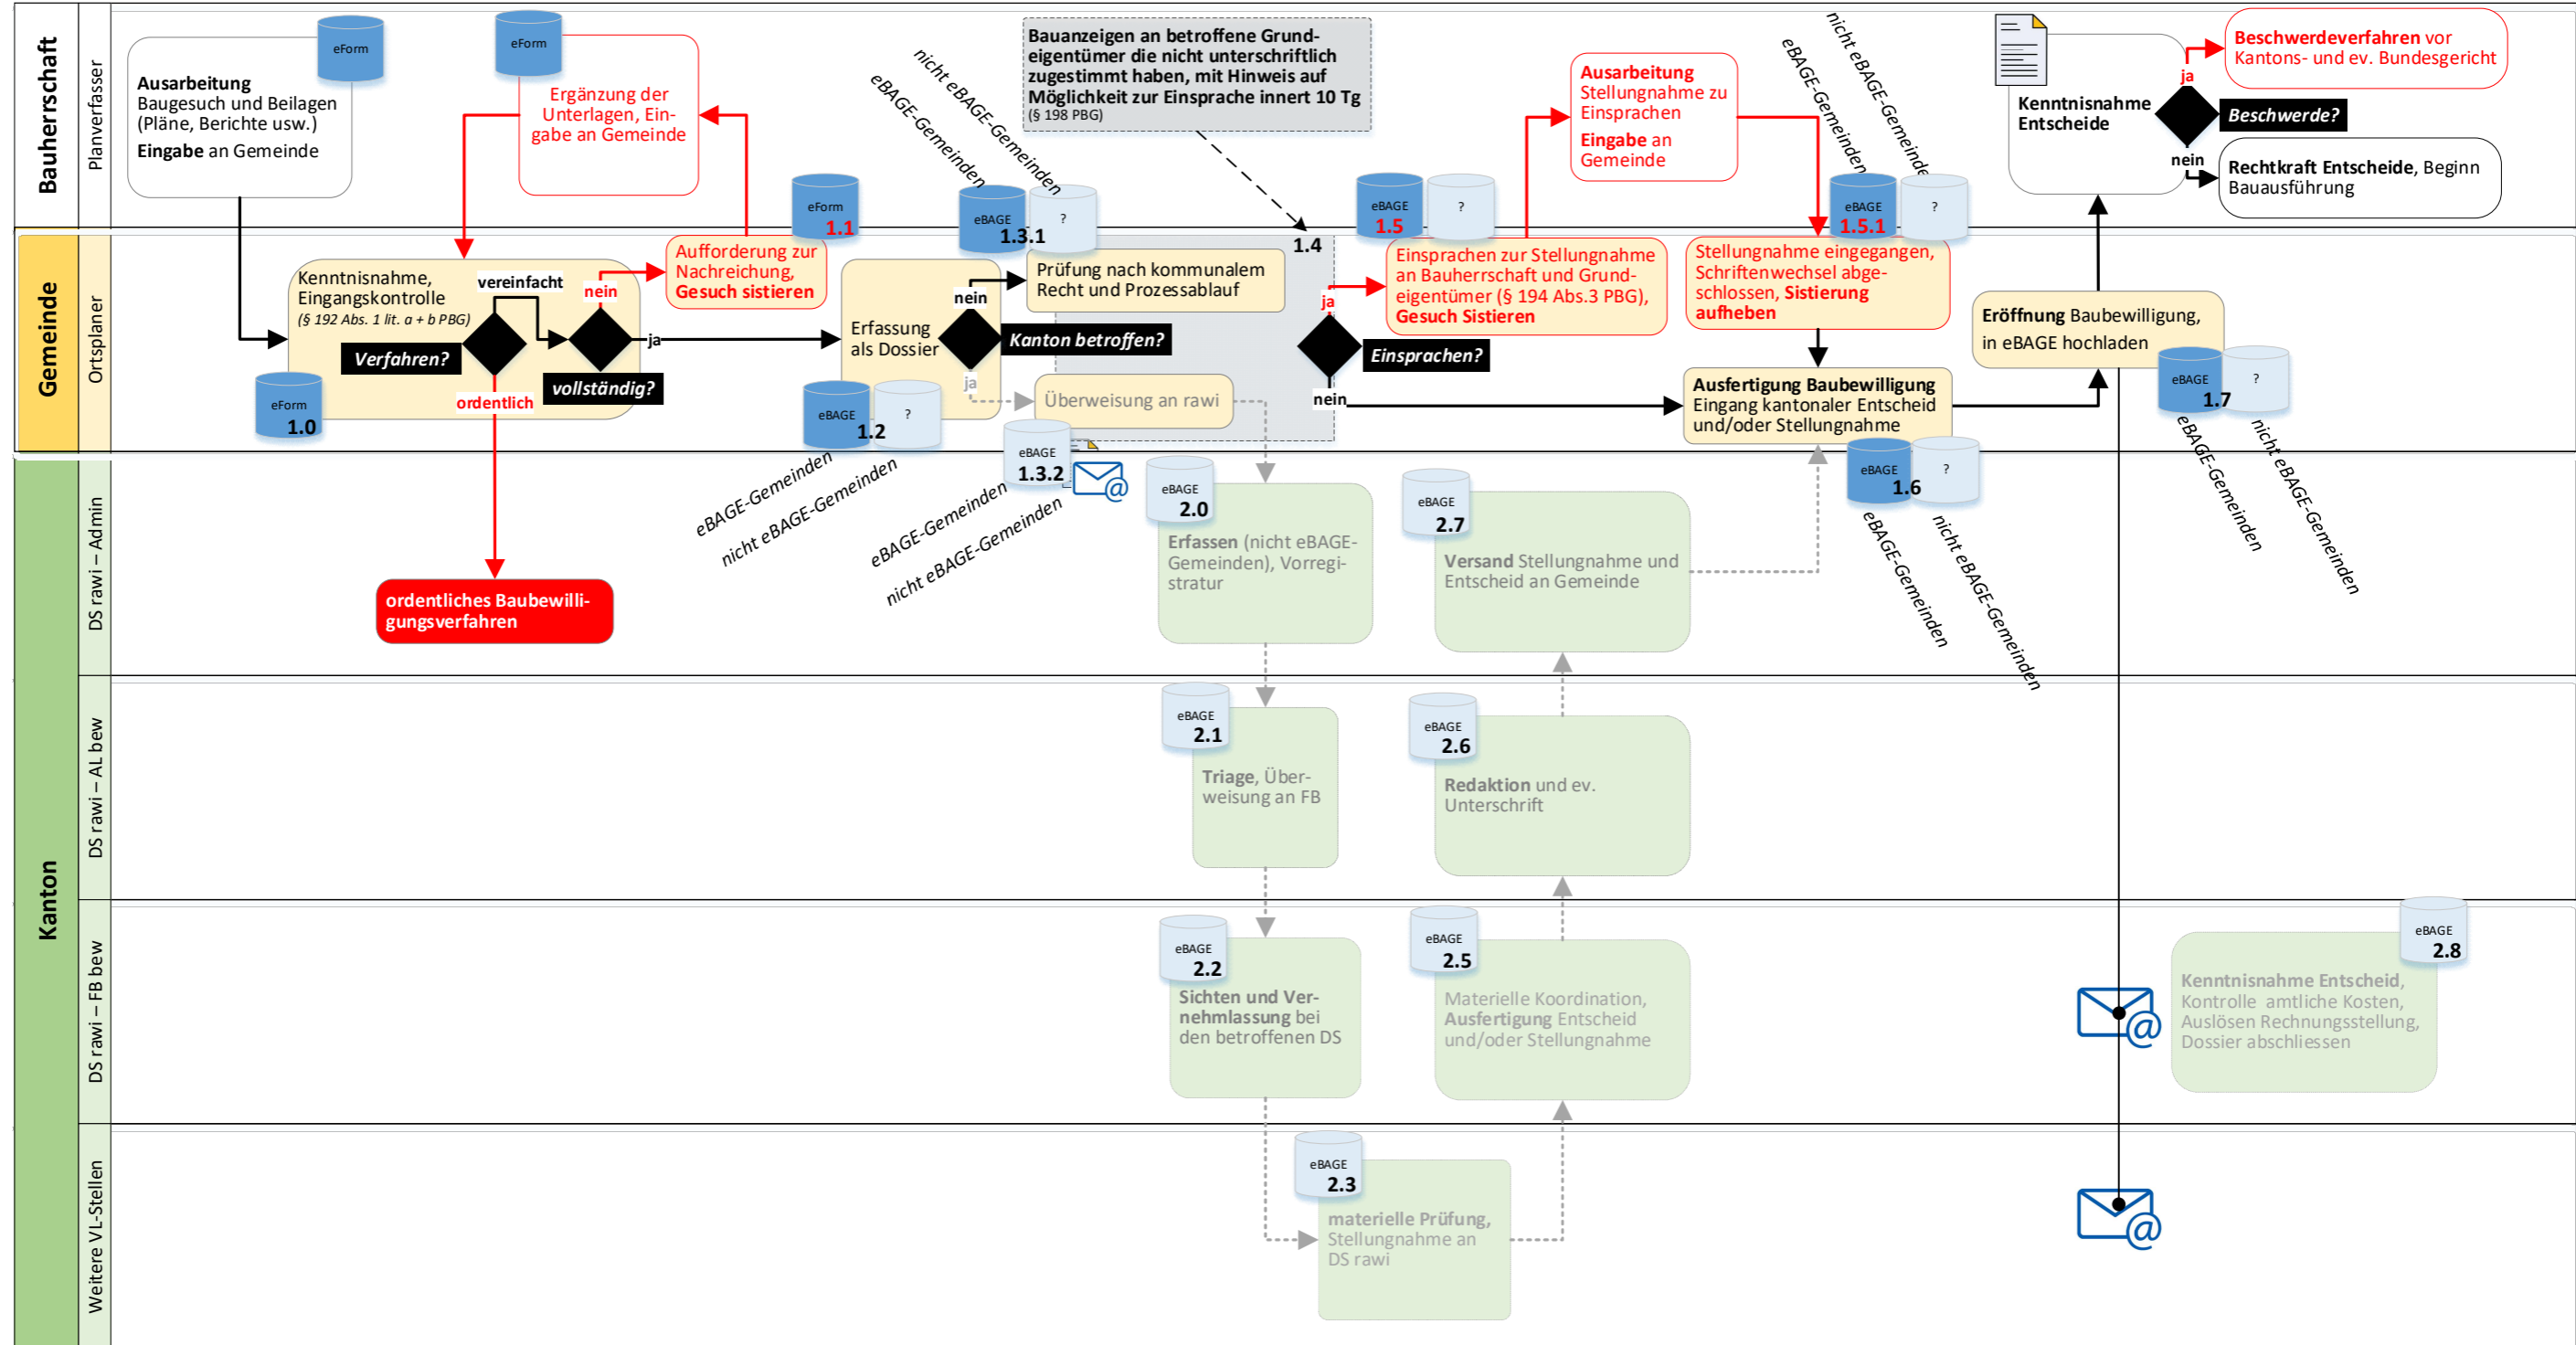 Bauherrschaft
Planverfasser
eForm
Ausarbeitung
Baugesuch und Beilagen
(Pläne, Berichte usw.)
Eingabe an Gemeinde
eForm
Ergänzung der
Unterlagen, Ein-
gabe an Gemeinde
Bauanzeigen an betroffene Grund-
eigentümer die nicht unterschriftlich
zugestimmt haben, mit Hinweis auf
Möglichkeit zur Einsprache innert 10 Tg
(§ 198 PBG)
Ausarbeitung
Stellungnahme zu
Einsprachen
Eingabe an
Gemeinde
Kenntnisnahme
Entscheide
ja
Beschwerde?
nein
Beschwerdeverfahren vor
Kantons- und ev. Bundesgericht
Rechtkraft Entscheide, Beginn
Bauausführung
Gemeinde
Ortsplaner
Kenntnisnahme,
Eingangskontrolle
(§ 192 Abs. 1 lit. a + b PBG)
Verfahren?
vereinfacht
ordentlich
nein
vollständig?
ja
eForm
1.0
eForm
1.1
Aufforderung zur
Nachreichung,
Gesuch sistieren
Erfassung
als Dossier
nein
Kanton betroffen?
ja
eBAGE
1.2
?
eBAGE-Gemeinden
nicht eBAGE-Gemeinden
eBAGE-Gemeinden
nicht eBAGE-Gemeinden
eBAGE
1.3.1
?
Prüfung nach kommunalem
Recht und Prozessablauf
Überweisung an rawi
eBAGE
1.3.2
eBAGE-Gemeinden
nicht eBAGE-Gemeinden
1.4
ja
Einsprachen?
nein
eBAGE
1.5
?
Einsprachen zur Stellungnahme
an Bauherrschaft und Grund-
eigentümer (§ 194 Abs.3 PBG),
Gesuch Sistieren
eBAGE-Gemeinden
nicht eBAGE-Gemeinde
eBAGE
1.5.1
?
Stellungnahme eingegangen,
Schriftenwechsel abge-
schlossen, Sistierung
aufheben
Ausfertigung Baubewilligung
Eingang kantonaler Entscheid
und/oder Stellungnahme
eBAGE
1.6
?
eBAGE-Gemeinden
nicht eBAGE-Gemeinden
Eröffnung Baubewilligung,
in eBAGE hochladen
eBAGE
1.7
?
eBAGE-Gemeinden
nicht eBAGE-Gemeinden
Kanton
DS rawi – Admin
ordentliches Baubewilli-
gungsverfahren
eBAGE
2.0
Erfassen (nicht eBAGE-
Gemeinden), Vorregi-
stratur
eBAGE
2.7
Versand Stellungnahme und
Entscheid an Gemeinde
DS rawi – AL bew
eBAGE
2.1
Triage, Über-
weisung an FB
eBAGE
2.6
Redaktion und ev.
Unterschrift
DS rawi – FB bew
eBAGE
2.2
Sichten und Ver-
nehmlassung bei
den betroffenen DS
eBAGE
2.5
Materielle Koordination,
Ausfertigung Entscheid
und/oder Stellungnahme
eBAGE
2.8
Kenntnisnahme Entscheid,
Kontrolle amtliche Kosten,
Auslösen Rechnungsstellung,
Dossier abschliessen
Weitere VL-Stellen
eBAGE
2.3
materielle Prüfung,
Stellungnahme an
DS rawi